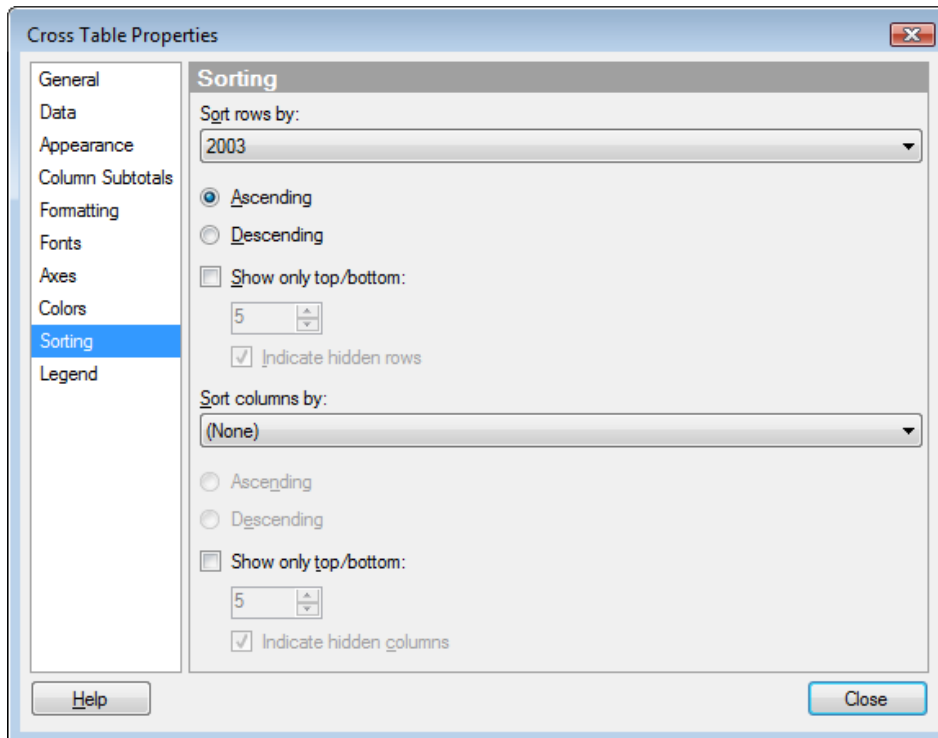 Cross Table Properties
General
Data
Appearance
Column Subtotals
Formatting
Fonts
Axes
Colors
Sorting
Legend
Sorting
Sort rows by:
2003
Ascending
Descending
Show only top/bottom:
5
Indicate hidden rows
Sort columns by:
(None)
Ascending
Descending
Show only top/bottom:
5
Indicate hidden columns
Help
Close